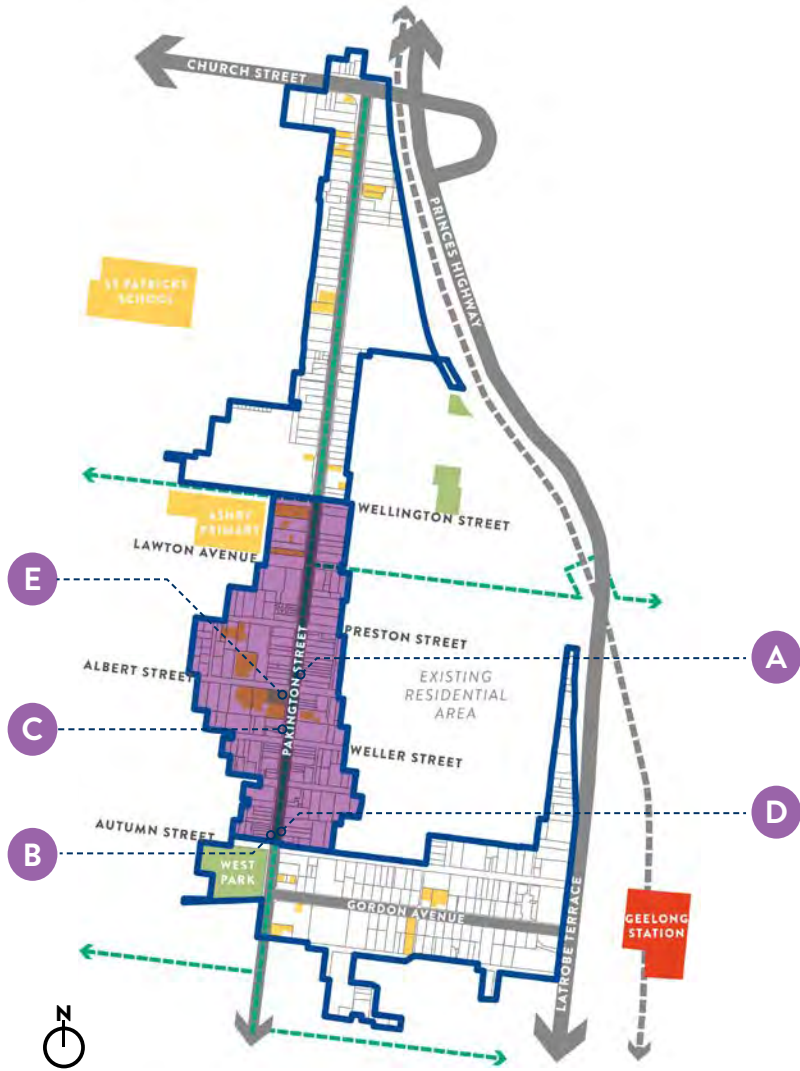 CHURCH STREET
PRINCES HIGHWAY
ST PATRICKS
SCHOOL
WELLINGTON STREET
ASHBY
PRIMARY
LAWTON AVENUE
E
PRESTON STREET
A
PAKINGTON STREET
ALBERT STREET
EXISTING
RESIDENTIAL
AREA
C
WELLER STREET
D
AUTUMN STREET
B
WEST
PARK
GORDON AVENUE
LATROBE TERRACE
GEELONG
STATION
N